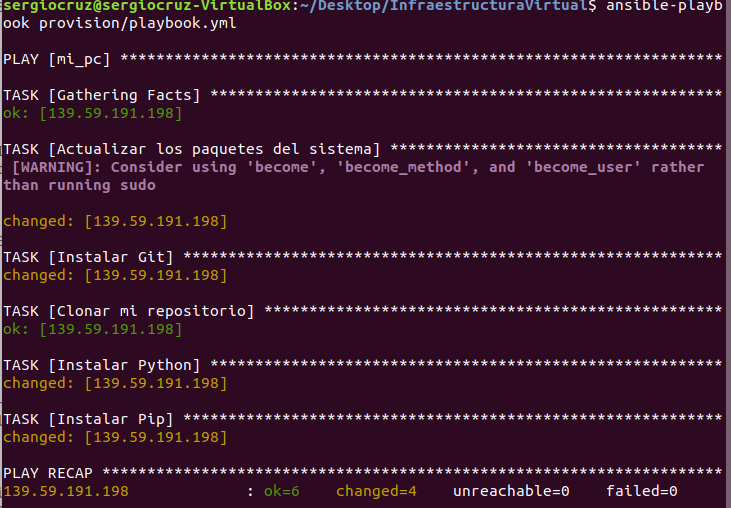 sergiocruz@sergiocruz-VirtualBox:~/Desktop/InfraestructuraVirtual$ ansible-playb
ook provision/playbook.yml
PLAY [mi_pc] *******************************************************************
TASK [Gathering Facts] *********************************************************
ok: [139.59.191.198]
TASK [Actualizar los paquetes del sistema] *************************************
[WARNING]: Consider using 'become', 'become_method', and 'become_user' rather
than running sudo
changed: [139.59.191.198]
TASK [Instalar Git] ************************************************************
changed: [139.59.191.198]
TASK [Clonar mi repositorio] ***************************************************
ok: [139.59.191.198]
TASK [Instalar Python] *********************************************************
changed: [139.59.191.198]
TASK [Instalar Pip] ************************************************************
changed: [139.59.191.198]
PLAY RECAP *********************************************************************
139.59.191.198             : ok=6    changed=4    unreachable=0    failed=0